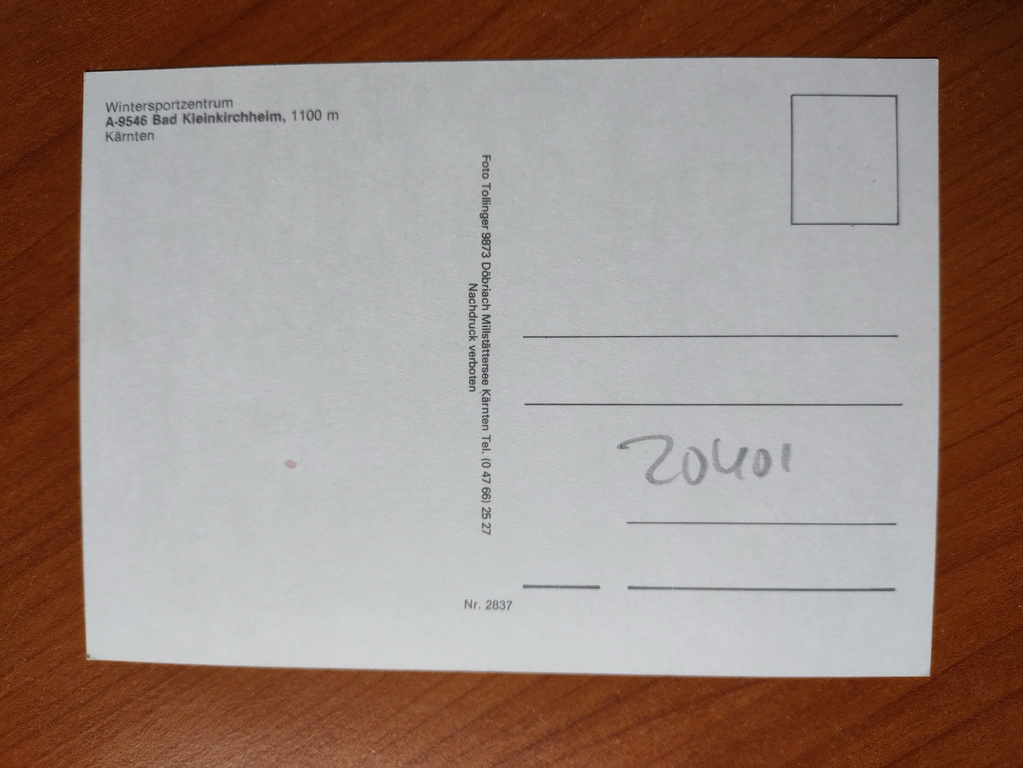 Wintersportzentrum
A-9546 Bad Kleinkirchheim, 1100 m
Kärnten
Foto Tollinger 9873 Döbriach Millstättersee Kärnten Tel. (0 47 66) 25 27
Nachdruck verboten
20401
Nr. 2837